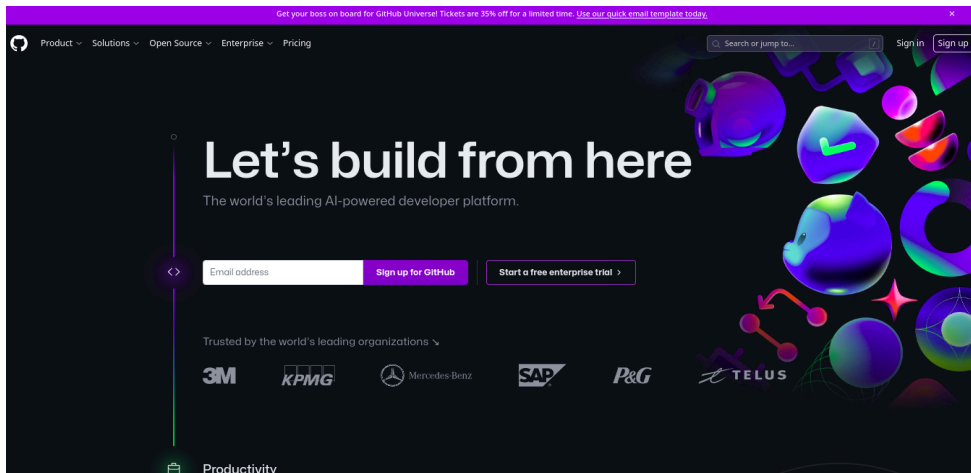 Get your boss on board for GitHub Universe! Tickets are 35% off for a limited time. Use our quick email template today.
Product Solutions Open Source Enterprise Pricing Search or jump to... / Sign in Sign up
Let's build from here
The world's leading AI-powered developer platform.
Email address Sign up for GitHub Start a free enterprise trial
Trusted by the world's leading organizations ↘
3M KPMG Mercedes-Benz SAP P&G TELUS
Productivity